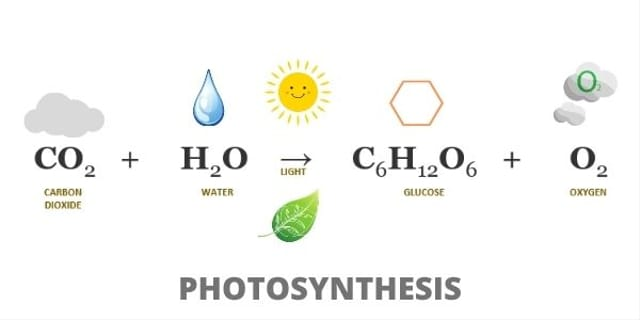 O₂
CO₂ + H₂O → C₆H₁₂O₆ + O₂
LIGHT
CARBON DIOXIDE WATER GLUCOSE OXYGEN
PHOTOSYNTHESIS